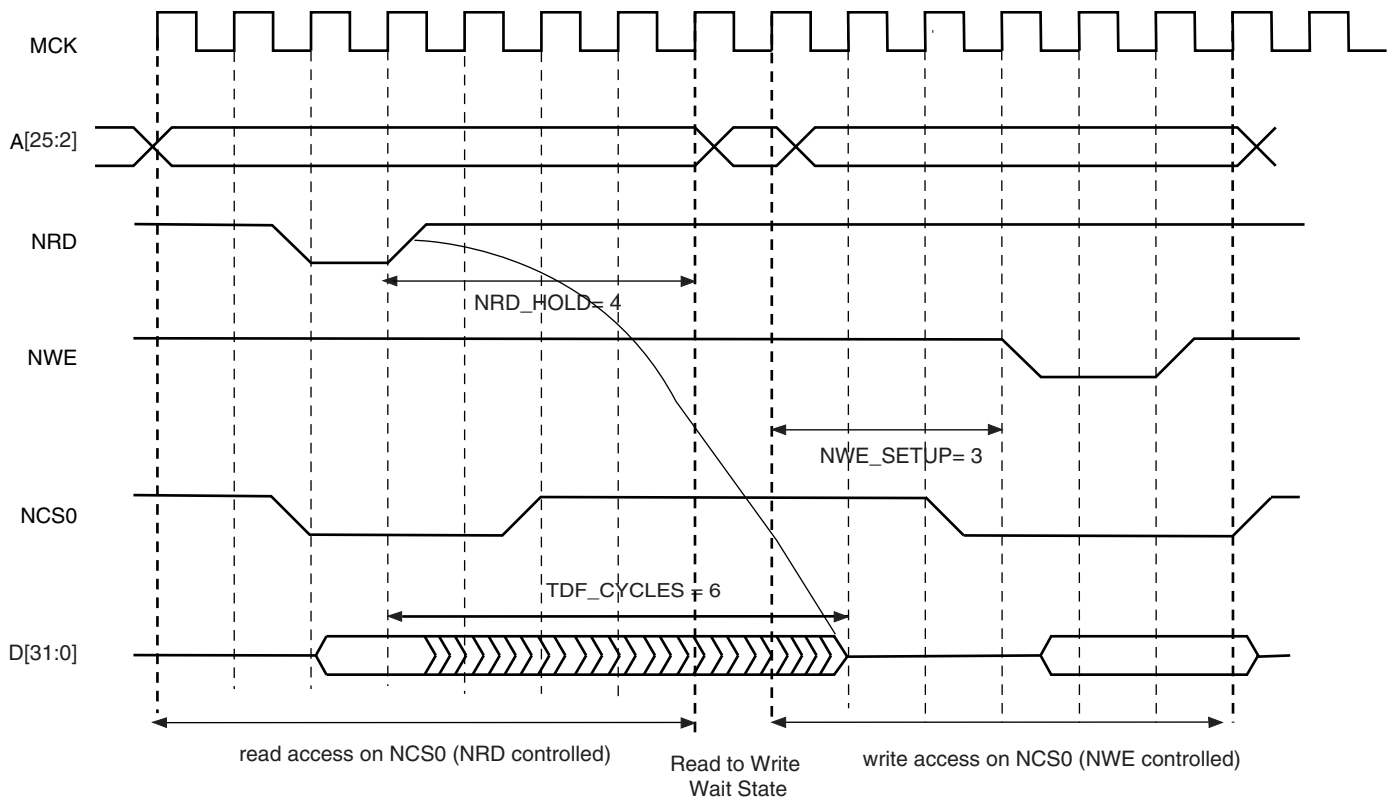 MCK
A[25:2]
NRD
NRD_HOLD= 4
NWE
NWE_SETUP= 3
NCS0
TDF_CYCLES = 6
D[31:0]
read access on NCS0 (NRD controlled)
Read to Write
Wait State
write access on NCS0 (NWE controlled)